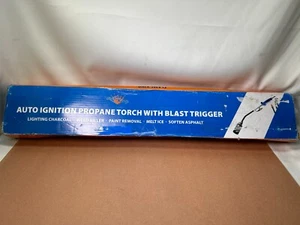 AUTO IGNITION PROPANE TORCH WITH BLAST TRIGGER
LIGHTING CHARCOAL · WEED KILLER · PAINT REMOVAL · MELT ICE · SOFTEN ASPHALT